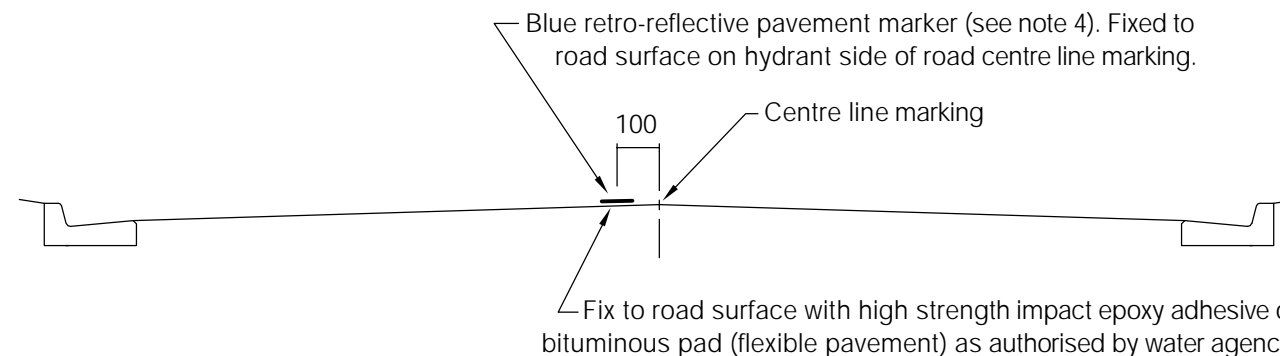 Blue retro-reflective pavement marker (see note 4). Fixed to
road surface on hydrant side of road centre line marking.
Centre line marking
100
Fix to road surface with high strength impact epoxy adhesive
bituminous pad (flexible pavement) as authorised by water